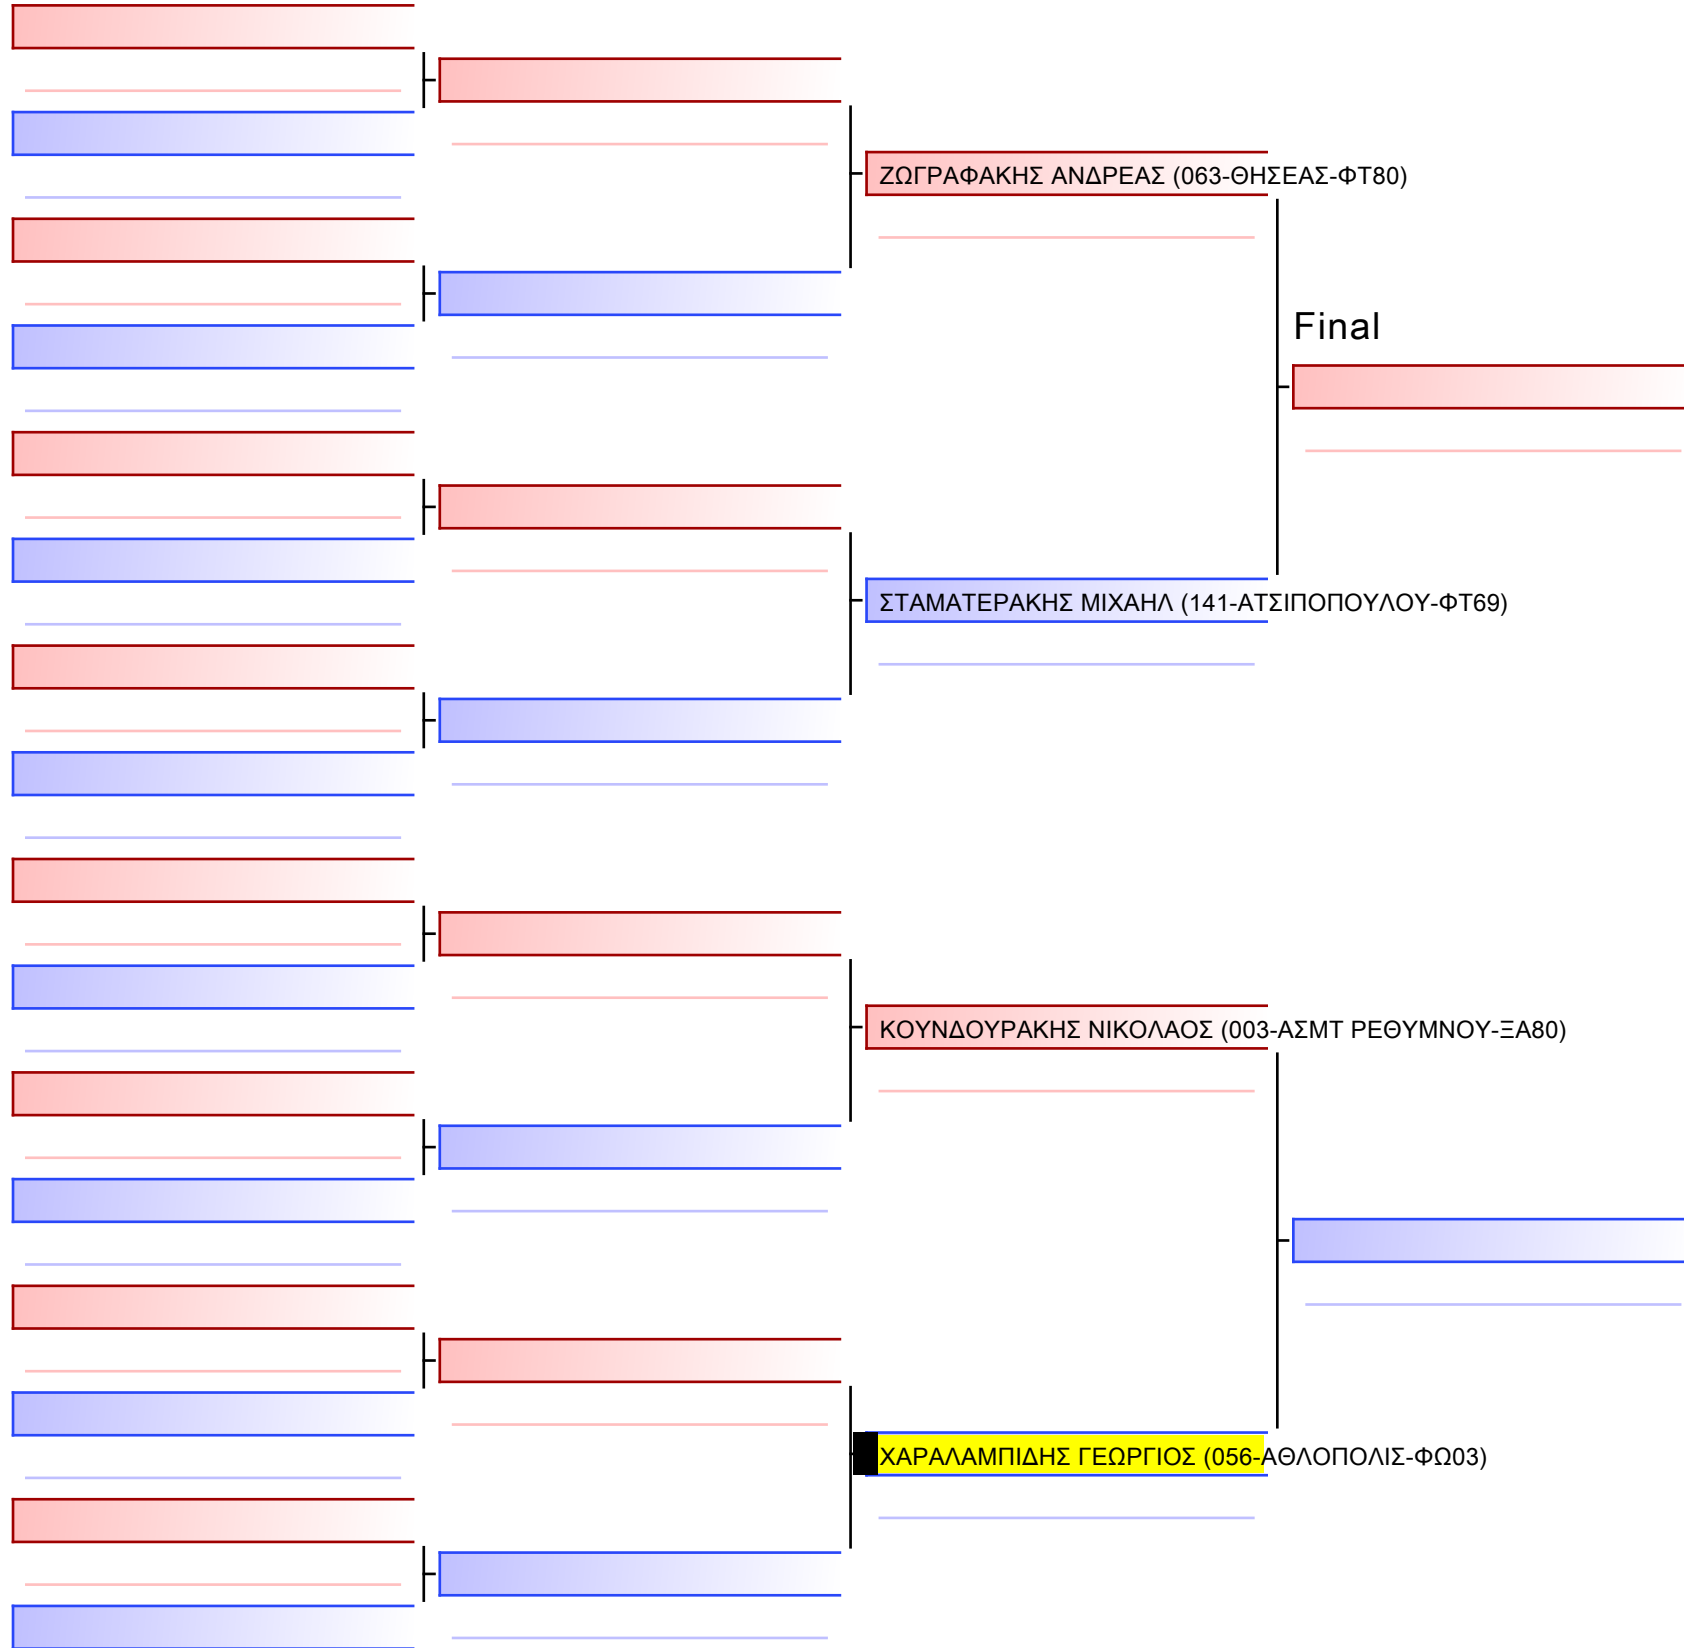 ΖΩΓΡΑΦΑΚΗΣ ΑΝΔΡΕΑΣ (063-ΘΗΣΕΑΣ-ΦΤ80)
Final
ΣΤΑΜΑΤΕΡΑΚΗΣ ΜΙΧΑΗΛ (141-ΑΤΣΙΠΟΠΟΥΛΟΥ-ΦΤ69)
ΚΟΥΝΔΟΥΡΑΚΗΣ ΝΙΚΟΛΑΟΣ (003-ΑΣΜΤ ΡΕΘΥΜΝΟΥ-ΞΑ80)
ΧΑΡΑΛΑΜΠΙΔΗΣ ΓΕΩΡΓΙΟΣ (056-ΑΘΛΟΠΟΛΙΣ-ΦΩ03)